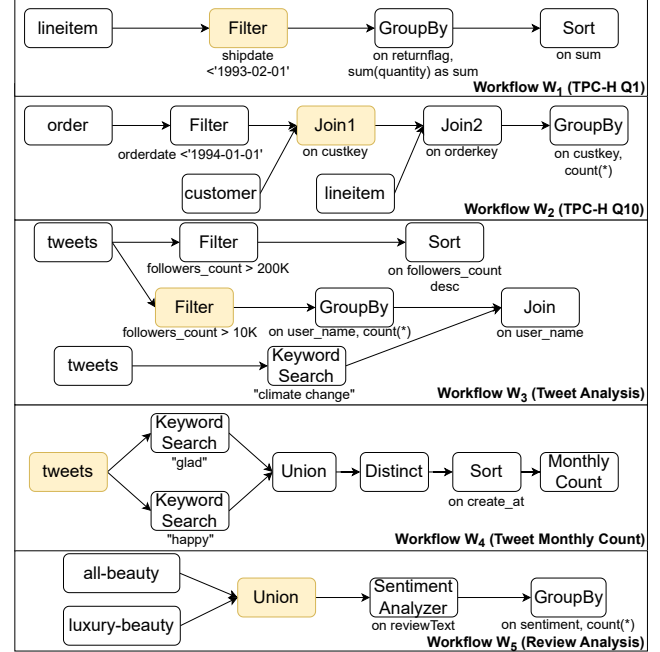 lineitem
Filter
GroupBy
Sort
shipdate
<'1993-02-01'
on returnflag,
sum(quantity) as sum
on sum
Workflow W1 (TPC-H Q1)
order
Filter
Join1
Join2
GroupBy
orderdate <'1994-01-01'
on custkey
on orderkey
on custkey,
count(*)
customer
lineitem
Workflow W2 (TPC-H Q10)
tweets
Filter
Sort
followers_count > 200K
on followers_count
desc
Filter
GroupBy
Join
followers_count > 10K
on user_name, count(*)
on user_name
tweets
Keyword
Search
"climate change"
Workflow W3 (Tweet Analysis)
Keyword
Search
"glad"
tweets
Union
Distinct
Sort
Monthly
Count
on create_at
Keyword
Search
"happy"
Workflow W4 (Tweet Monthly Count)
all-beauty
Union
Sentiment
Analyzer
GroupBy
luxury-beauty
on reviewText
on sentiment, count(*)
Workflow W5 (Review Analysis)